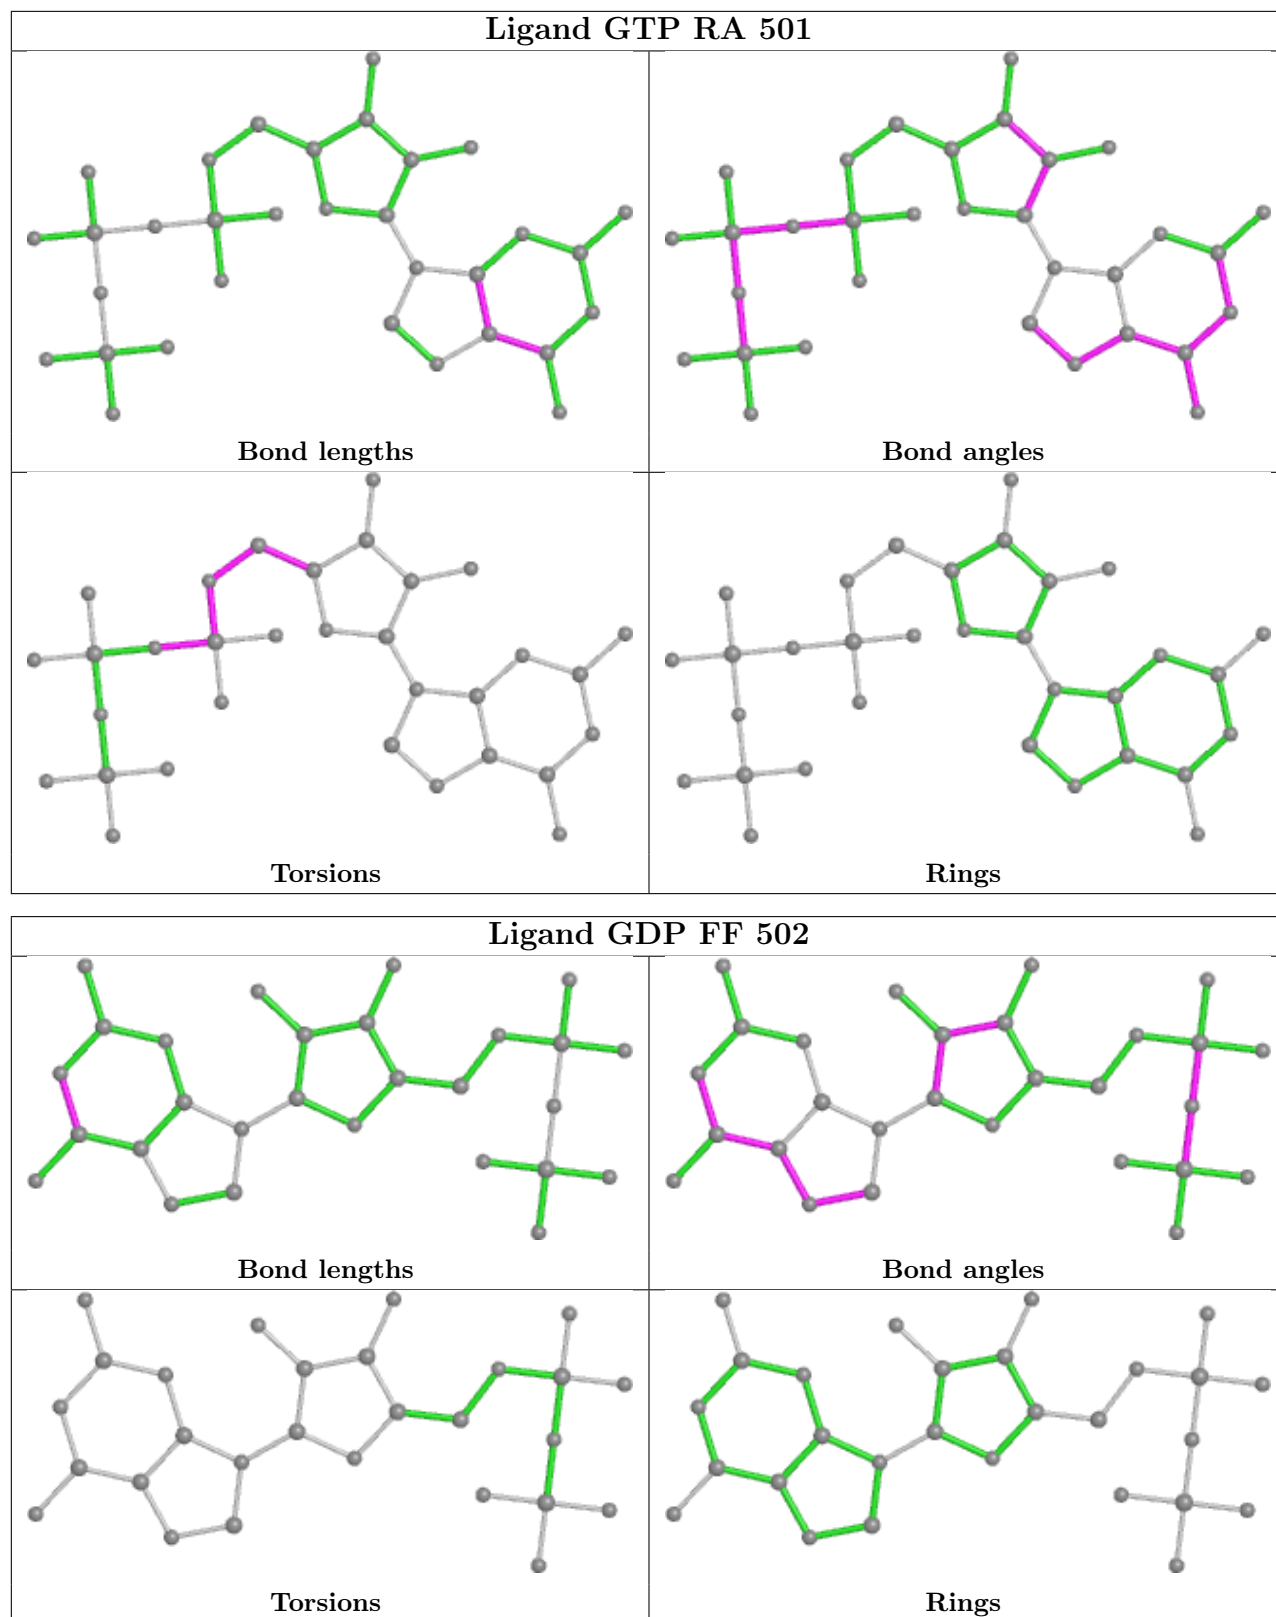 Ligand GTP RA 501
Bond lengths
Bond angles
Torsions
Rings
Ligand GDP FF 502
Bond lengths
Bond angles
Torsions
Rings